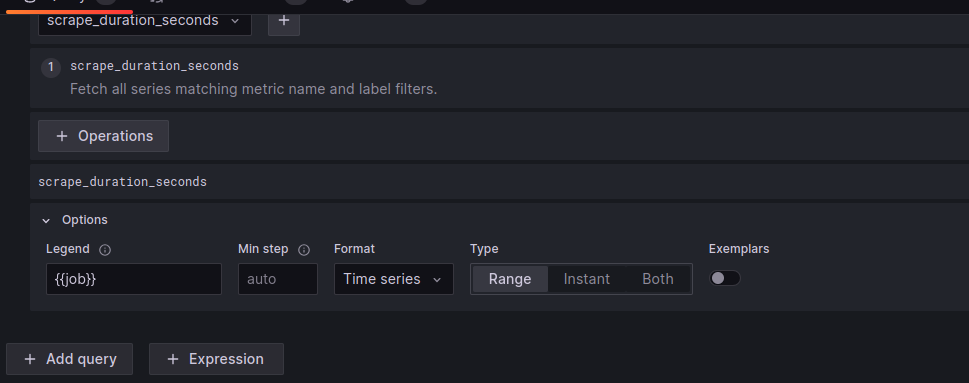 scrape_duration_seconds
1 scrape_duration_seconds
Fetch all series matching metric name and label filters.
+ Operations
scrape_duration_seconds
Options
Legend Min step Format Type Exemplars
{{job}} auto Time series Range Instant Both
+ Add query + Expression